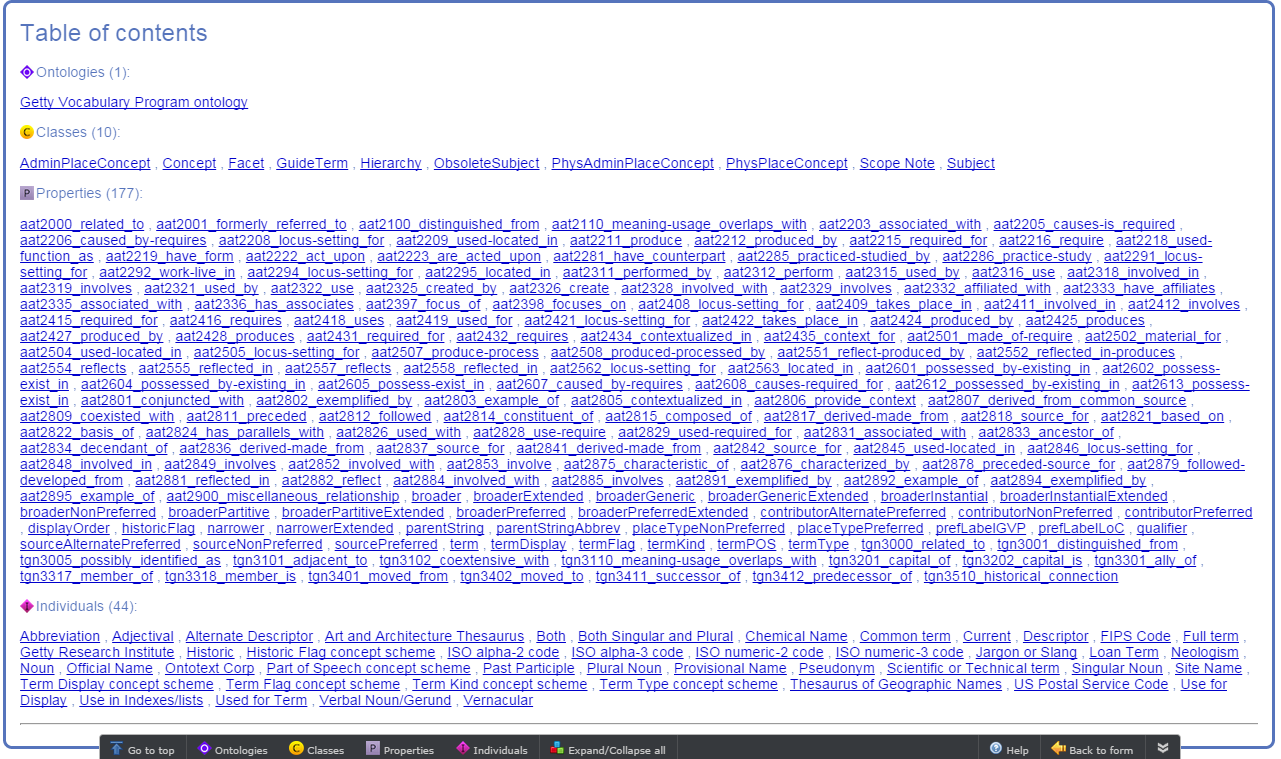 Table of contents
Ontologies (1):
Getty Vocabulary Program ontology
Classes (10):
AdminPlaceConcept , Concept , Facet , GuideTerm , Hierarchy , ObsoleteSubject , PhysAdminPlaceConcept , PhysPlaceConcept , Scope Note , Subject
Properties (177):
aat2000_related_to , aat2001_formerly_referred_to , aat2100_distinguished_from , aat2110_meaning-usage_overlaps_with , aat2203_associated_with , aat2205_causes-is_required ,
aat2206_caused_by-requires , aat2208_locus-setting_for , aat2209_used-located_in , aat2211_produce , aat2212_produced_by , aat2215_required_for , aat2216_require , aat2218_used-
function_as , aat2219_have_form , aat2222_act_upon , aat2223_are_acted_upon , aat2281_have_counterpart , aat2285_practiced-studied_by , aat2286_practice-study , aat2291_locus-
setting_for , aat2292_work-live_in , aat2294_locus-setting_for , aat2295_located_in , aat2311_performed_by , aat2312_perform , aat2315_used_by , aat2316_use , aat2318_involved_in ,
aat2319_involves , aat2321_used_by , aat2322_use , aat2325_created_by , aat2326_create , aat2328_involved_with , aat2329_involves , aat2332_affiliated_with , aat2333_have_affiliates ,
aat2335_associated_with , aat2336_has_associates , aat2397_focus_of , aat2398_focuses_on , aat2408_locus-setting_for , aat2409_takes_place_in , aat2411_involved_in , aat2412_involves ,
aat2415_required_for , aat2416_requires , aat2418_uses , aat2419_used_for , aat2421_locus-setting_for , aat2422_takes_place_in , aat2424_produced_by , aat2425_produces ,
aat2427_produced_by , aat2428_produces , aat2431_required_for , aat2432_requires , aat2434_contextualized_in , aat2435_context_for , aat2501_made_of-require , aat2502_material_for ,
aat2504_used-located_in , aat2505_locus-setting_for , aat2507_produce-process , aat2508_produced-processed_by , aat2551_reflect-produced_by , aat2552_reflected_in-produces ,
aat2554_reflects , aat2555_reflected_in , aat2557_reflects , aat2558_reflected_in , aat2562_locus-setting_for , aat2563_located_in , aat2601_possessed_by-existing_in , aat2602_possess-
exist_in , aat2604_possessed_by-existing_in , aat2605_possess-exist_in , aat2607_caused_by-requires , aat2608_causes-required_for , aat2612_possessed_by-existing_in , aat2613_possess-
exist_in , aat2801_conjuncted_with , aat2802_exemplified_by , aat2803_example_of , aat2805_contextualized_in , aat2806_provide_context , aat2807_derived_from_common_source ,
aat2809_coexisted_with , aat2811_preceded , aat2812_followed , aat2814_constituent_of , aat2815_composed_of , aat2817_derived-made_from , aat2818_source_for , aat2821_based_on ,
aat2822_basis_of , aat2824_has_parallels_with , aat2826_used_with , aat2828_use-require , aat2829_used-required_for , aat2831_associated_with , aat2833_ancestor_of ,
aat2834_decendant_of , aat2836_derived-made_from , aat2837_source_for , aat2841_derived-made_from , aat2842_source_for , aat2845_used-located_in , aat2846_locus-setting_for ,
aat2848_involved_in , aat2849_involves , aat2852_involved_with , aat2853_involve , aat2875_characteristic_of , aat2876_characterized_by , aat2878_preceded-source_for , aat2879_followed-
developed_from , aat2881_reflected_in , aat2882_reflect , aat2884_involved_with , aat2885_involves , aat2891_exemplified_by , aat2892_example_of , aat2894_exemplified_by ,
aat2895_example_of , aat2900_miscellaneous_relationship , broader , broaderExtended , broaderGeneric , broaderGenericExtended , broaderInstantial , broaderInstantialExtended ,
broaderNonPreferred , broaderPartitive , broaderPartitiveExtended , broaderPreferred , broaderPreferredExtended , contributorAlternatePreferred , contributorNonPreferred , contributorPreferred
, displayOrder , historicFlag , narrower , narrowerExtended , parentString , parentStringAbbrev , placeTypeNonPreferred , placeTypePreferred , prefLabelGVP , prefLabelLoC , qualifier ,
sourceAlternatePreferred , sourceNonPreferred , sourcePreferred , term , termDisplay , termFlag , termKind , termPOS , termType , tgn3000_related_to , tgn3001_distinguished_from ,
tgn3005_possibly_identified_as , tgn3101_adjacent_to , tgn3102_coextensive_with , tgn3110_meaning-usage_overlaps_with , tgn3201_capital_of , tgn3202_capital_is , tgn3301_ally_of ,
tgn3317_member_of , tgn3318_member_is , tgn3401_moved_from , tgn3402_moved_to , tgn3411_successor_of , tgn3412_predecessor_of , tgn3510_historical_connection
Individuals (44):
Abbreviation , Adjectival , Alternate Descriptor , Art and Architecture Thesaurus , Both , Both Singular and Plural , Chemical Name , Common term , Current , Descriptor , FIPS Code , Full term ,
Getty Research Institute , Historic , Historic Flag concept scheme , ISO alpha-2 code , ISO alpha-3 code , ISO numeric-2 code , ISO numeric-3 code , Jargon or Slang , Loan Term , Neologism ,
Noun , Official Name , Ontotext Corp , Part of Speech concept scheme , Past Participle , Plural Noun , Provisional Name , Pseudonym , Scientific or Technical term , Singular Noun , Site Name ,
Term Display concept scheme , Term Flag concept scheme , Term Kind concept scheme , Term Type concept scheme , Thesaurus of Geographic Names , US Postal Service Code , Use for
Display , Use in Indexes/lists , Used for Term , Verbal Noun/Gerund , Vernacular
Go to top Ontologies Classes Properties Individuals Expand/Collapse all Help Back to form